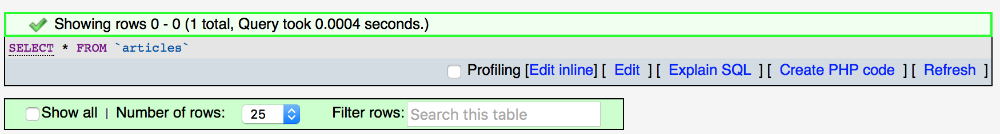 Showing rows 0 - 0 (1 total, Query took 0.0004 seconds.)
SELECT * FROM `articles`
Profiling [Edit inline] [ Edit ] [ Explain SQL ] [ Create PHP code ] [ Refresh ]
Show all | Number of rows: 25 Filter rows: Search this table